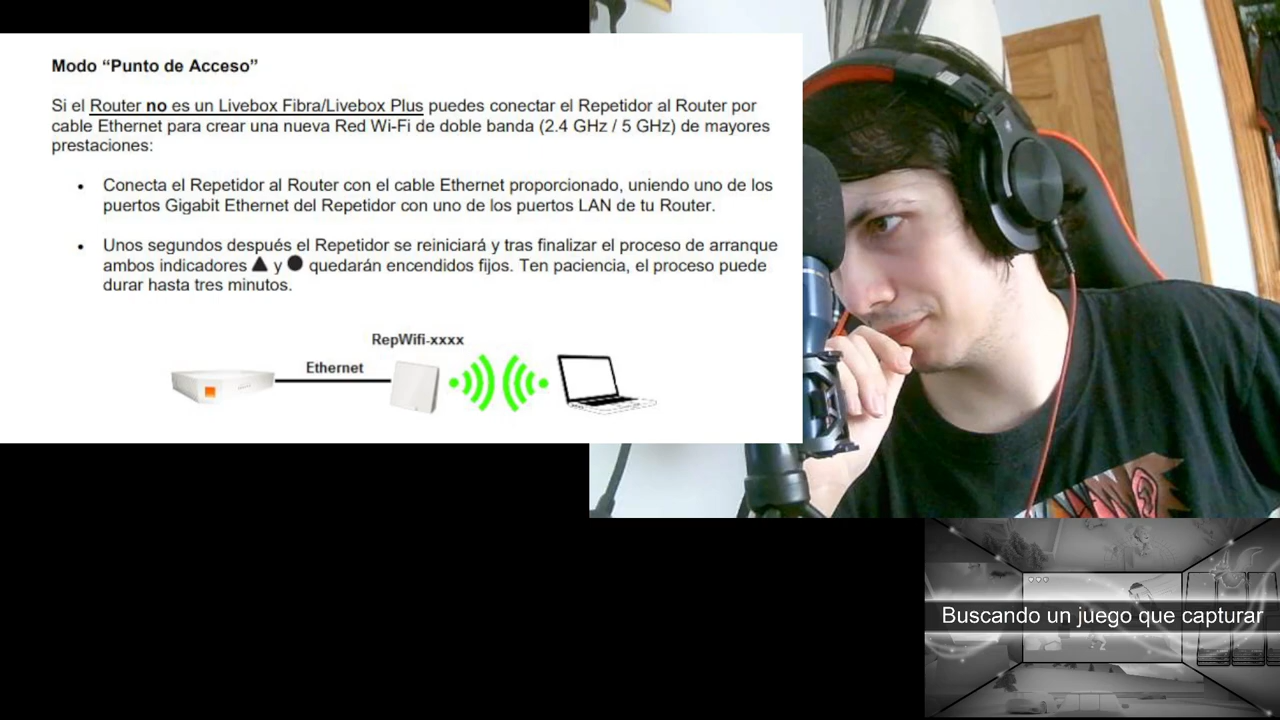 Modo “Punto de Acceso”
Si el Router no es un Livebox Fibra/Livebox Plus puedes conectar el Repetidor al Router por
cable Ethernet para crear una nueva Red Wi-Fi de doble banda (2.4 GHz / 5 GHz) de mayores
prestaciones:
• Conecta el Repetidor al Router con el cable Ethernet proporcionado, uniendo uno de los
puertos Gigabit Ethernet del Repetidor con uno de los puertos LAN de tu Router.
• Unos segundos después el Repetidor se reiniciará y tras finalizar el proceso de arranque
ambos indicadores ▲ y ● quedarán encendidos fijos. Ten paciencia, el proceso puede
durar hasta tres minutos.
RepWifi-xxxx
Ethernet
Buscando un juego que capturar